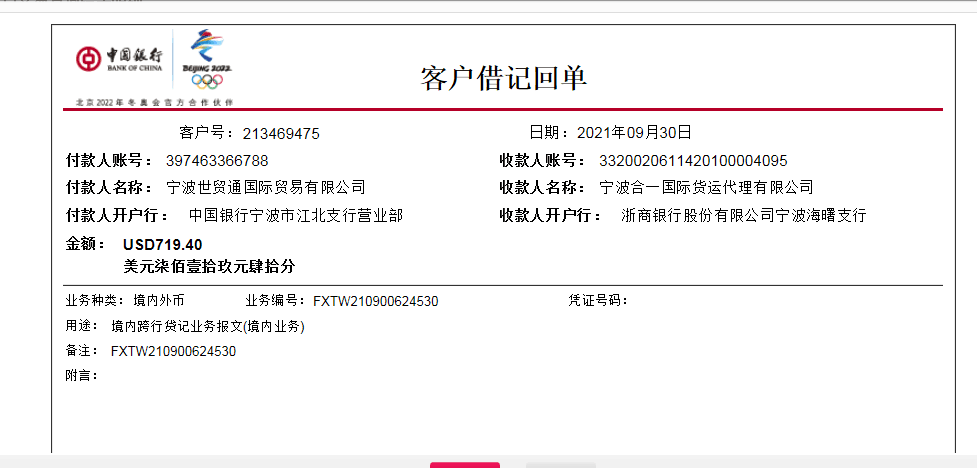 中国银行
BANK OF CHINA
BEIJING 2022
北京2022年冬奥会官方合作伙伴
客户借记回单
客户号：213469475 日期：2021年09月30日
付款人账号：397463366788 收款人账号：3320020611420100004095
付款人名称：宁波世贸通国际贸易有限公司 收款人名称：宁波合一国际货运代理有限公司
付款人开户行：中国银行宁波市江北支行营业部 收款人开户行：浙商银行股份有限公司宁波海曙支行
金额：USD719.40
美元柒佰壹拾玖元肆拾分
业务种类：境内外币 业务编号：FXTW210900624530 凭证号码：
用途：境内跨行贷记业务报文(境内业务)
备注：FXTW210900624530
附言：